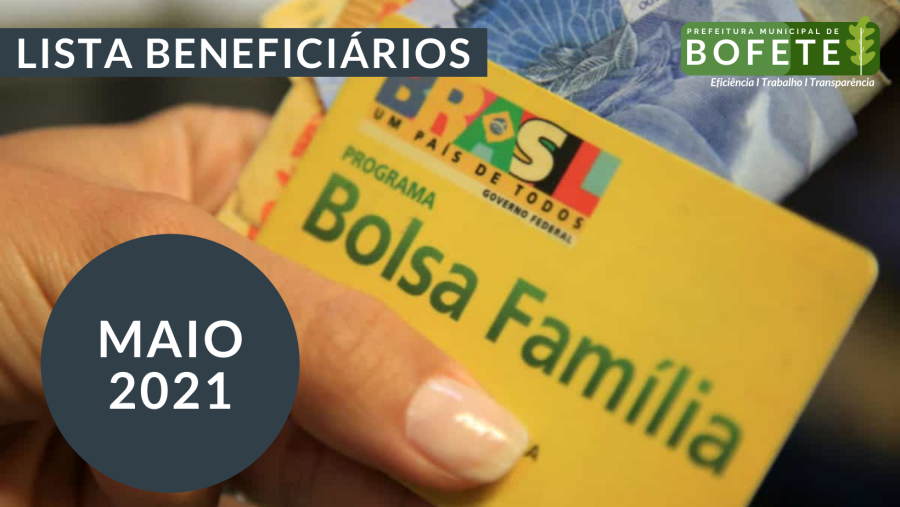 LISTA BENEFICIÁRIOS
PREFEITURA MUNICIPAL DE
BOFETE
Eficiência I Trabalho I Transparência
BRASIL
UM PAÍS DE TODOS
GOVERNO FEDERAL
PROGRAMA
Bolsa Família
MAIO
2021